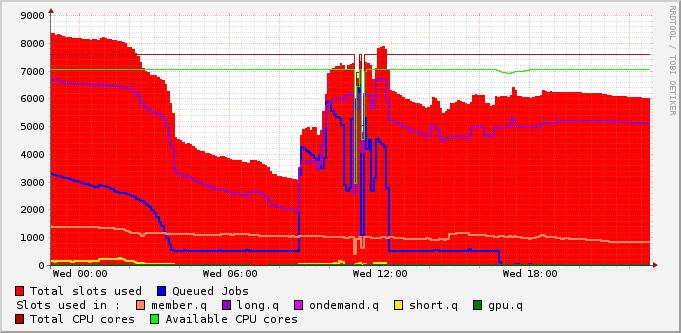 RRDTOOL / TOBI OETIKER
9000
8000
7000
6000
5000
4000
3000
2000
1000
0
Wed 00:00 Wed 06:00 Wed 12:00 Wed 18:00
Total slots used Queued Jobs
Slots used in : member.q long.q ondemand.q short.q gpu.q
Total CPU cores Available CPU cores